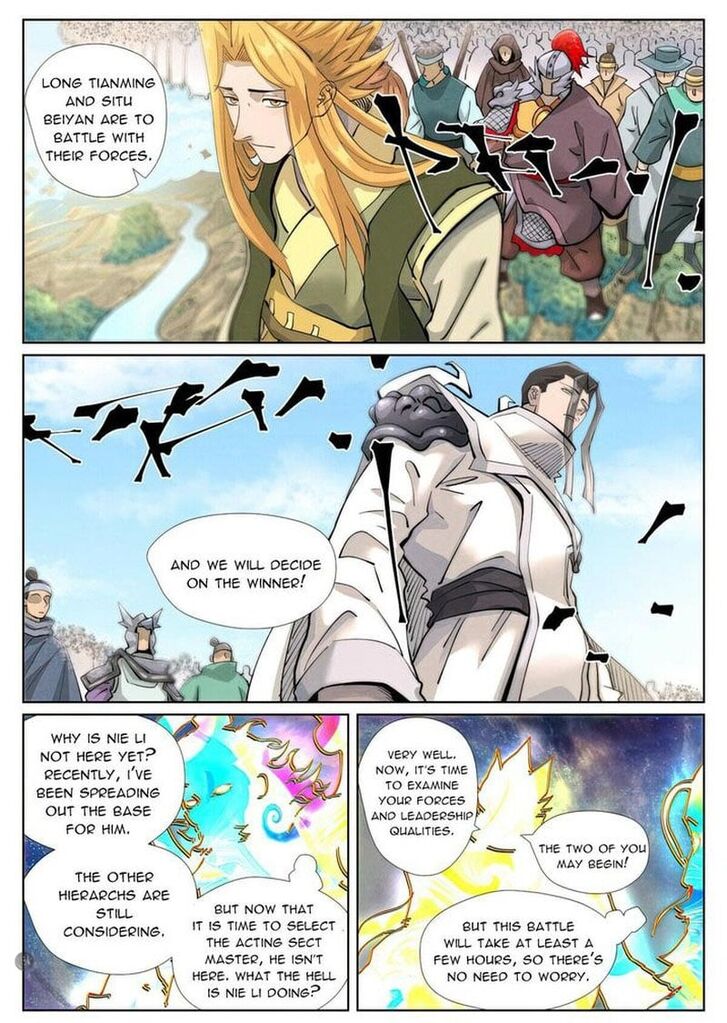 LONG TIANMING
AND SITU
BEIYAN ARE TO
BATTLE WITH
THEIR FORCES.
AND WE WILL DECIDE
ON THE WINNER!
WHY IS NIE LI
NOT HERE YET?
RECENTLY, I'VE
BEEN SPREADING
OUT THE BASE
FOR HIM.
THE OTHER
HIERARCHS ARE
STILL
CONSIDERING.
BUT NOW THAT
IT IS TIME TO SELECT
THE ACTING SECT
MASTER, HE ISN'T
HERE. WHAT THE HELL
IS NIE LI DOING?
VERY WELL.
NOW, IT'S TIME
TO EXAMINE
YOUR FORCES
AND LEADERSHIP
QUALITIES.
THE TWO OF YOU
MAY BEGIN!
BUT THIS BATTLE
WILL TAKE AT LEAST A
FEW HOURS, SO THERE'S
NO NEED TO WORRY.